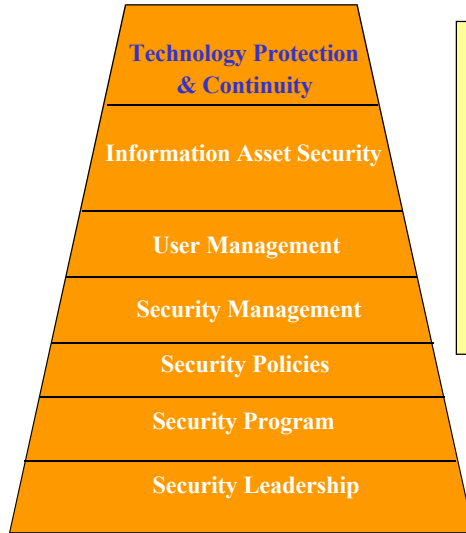 Technology Protection
& Continuity
Information Asset Security
User Management
Security Management
Security Policies
Security Program
Security Leadership